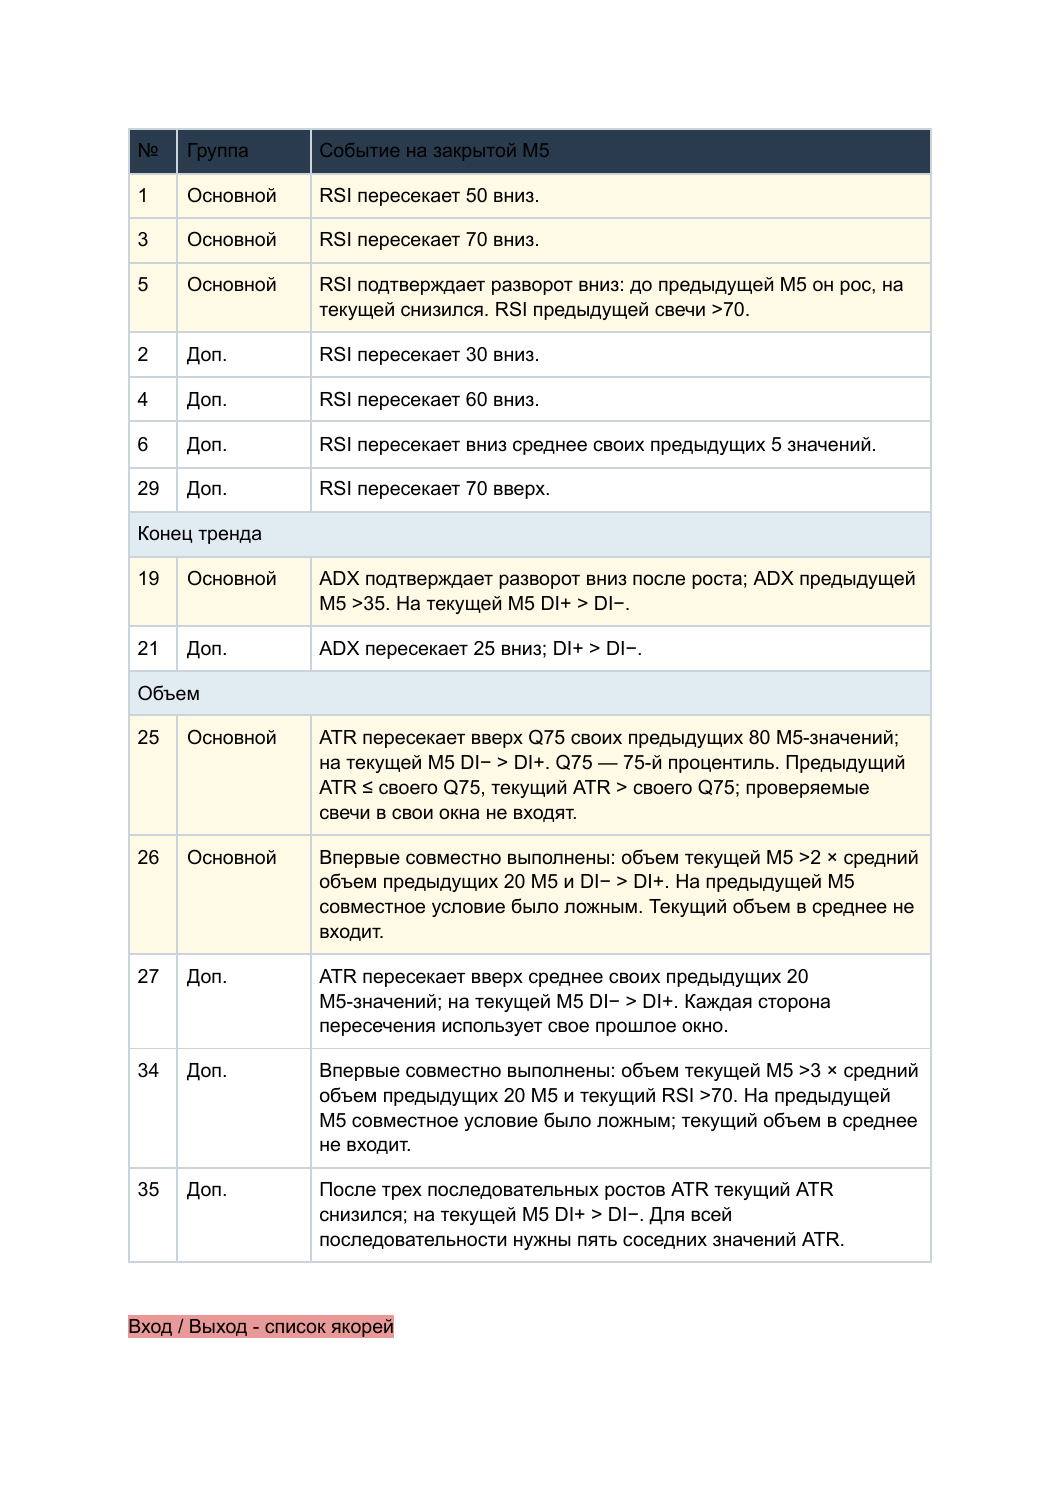 № Группа Событие на закрытой M5
1 Основной RSI пересекает 50 вниз.
3 Основной RSI пересекает 70 вниз.
5 Основной RSI подтверждает разворот вниз: до предыдущей M5 он рос, на
текущей снизился. RSI предыдущей свечи >70.
2 Доп. RSI пересекает 30 вниз.
4 Доп. RSI пересекает 60 вниз.
6 Доп. RSI пересекает вниз среднее своих предыдущих 5 значений.
29 Доп. RSI пересекает 70 вверх.
Конец тренда
19 Основной ADX подтверждает разворот вниз после роста; ADX предыдущей
M5 >35. На текущей M5 DI+ > DI−.
21 Доп. ADX пересекает 25 вниз; DI+ > DI−.
Объем
25 Основной ATR пересекает вверх Q75 своих предыдущих 80 M5-значений;
на текущей M5 DI− > DI+. Q75 — 75-й процентиль. Предыдущий
ATR ≤ своего Q75, текущий ATR > своего Q75; проверяемые
свечи в свои окна не входят.
26 Основной Впервые совместно выполнены: объем текущей M5 >2 × средний
объем предыдущих 20 M5 и DI− > DI+. На предыдущей M5
совместное условие было ложным. Текущий объем в среднее не
входит.
27 Доп. ATR пересекает вверх среднее своих предыдущих 20
M5-значений; на текущей M5 DI− > DI+. Каждая сторона
пересечения использует свое прошлое окно.
34 Доп. Впервые совместно выполнены: объем текущей M5 >3 × средний
объем предыдущих 20 M5 и текущий RSI >70. На предыдущей
M5 совместное условие было ложным; текущий объем в среднее
не входит.
35 Доп. После трех последовательных ростов ATR текущий ATR
снизился; на текущей M5 DI+ > DI−. Для всей
последовательности нужны пять соседних значений ATR.
Вход / Выход - список якорей